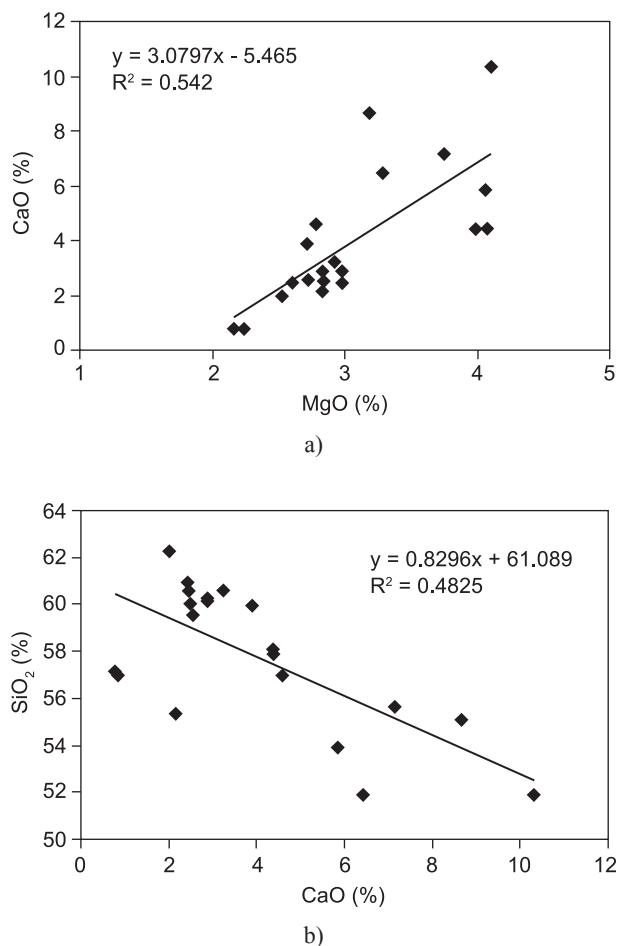 y = 3.0797x - 5.465
R² = 0.542
12
10
8
6
4
2
0
CaO (%)
1 2 3 4 5
MgO (%)
a)
64
62
60
58
56
54
52
50
SiO₂ (%)
y = 0.8296x + 61.089
R² = 0.4825
0 2 4 6 8 10 12
CaO (%)
b)